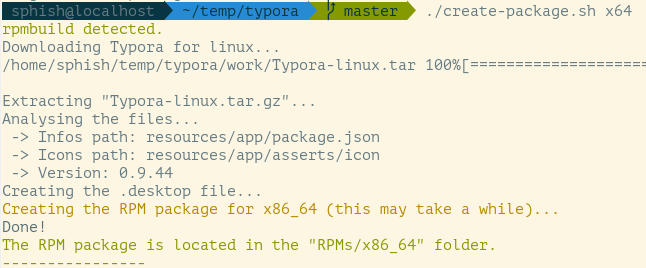 sphish@localhost ~/temp/typora master ./create-package.sh x64
rpmbuild detected.
Downloading Typora for linux...
/home/sphish/temp/typora/work/Typora-linux.tar 100%[====================
Extracting "Typora-linux.tar.gz"...
Analysing the files...
-> Infos path: resources/app/package.json
-> Icons path: resources/app/asserts/icon
-> Version: 0.9.44
Creating the .desktop file...
Creating the RPM package for x86_64 (this may take a while)...
Done!
The RPM package is located in the "RPMs/x86_64" folder.
----------------